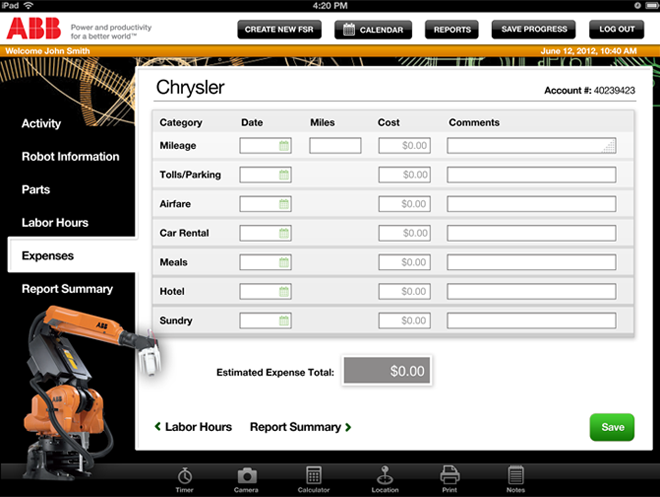 iPad 4:20 PM
ABB Power and productivity for a better world™
CREATE NEW FSR CALENDAR REPORTS SAVE PROGRESS LOG OUT
Welcome John Smith June 12, 2012, 10:40 AM
Chrysler Account #: 40239423
Activity
Robot Information
Parts
Labor Hours
Expenses
Report Summary
Category Date Miles Cost Comments
Mileage $0.00
Tolls/Parking $0.00
Airfare $0.00
Car Rental $0.00
Meals $0.00
Hotel $0.00
Sundry $0.00
ABB
Estimated Expense Total: $0.00
Labor Hours Report Summary Save
Timer Camera Calculator Location Print Notes